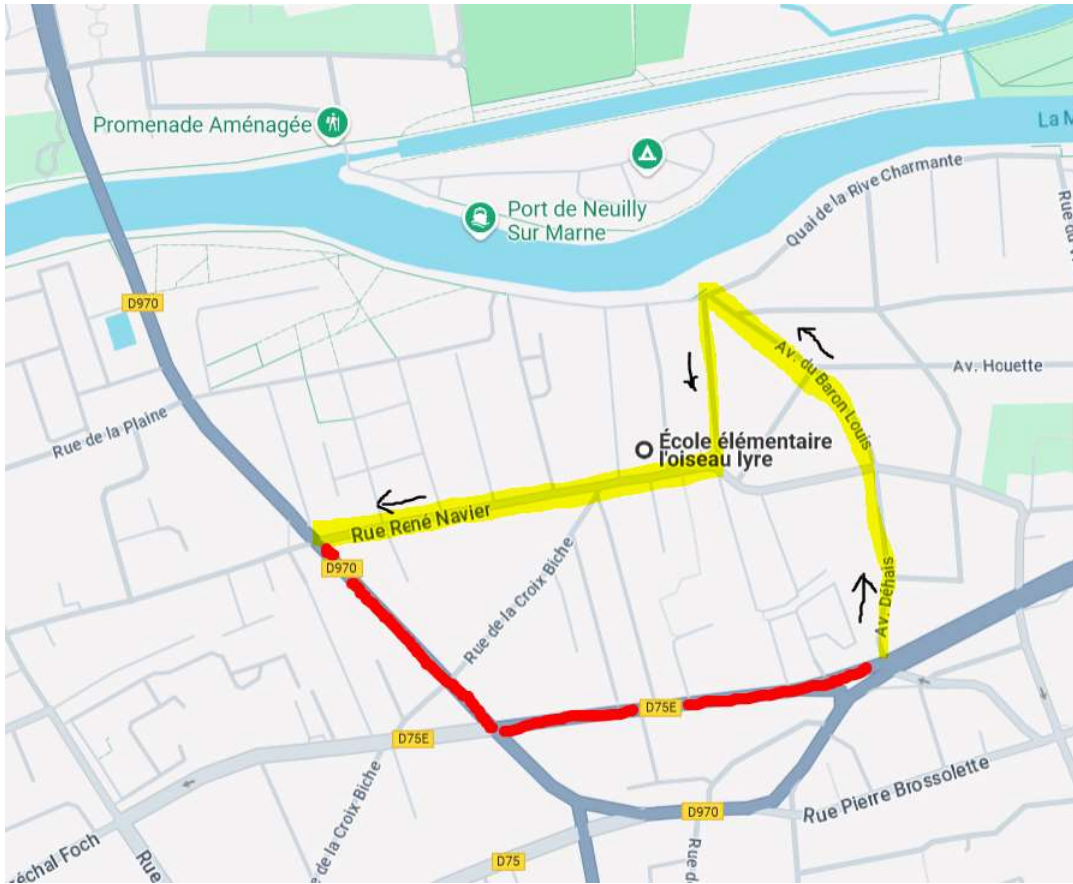 Promenade Aménagée
La M
Quai de la Rive Charmante
Port de Neuilly
Sur Marne
D970
Av. Houette
Av. du Baron Louis
Rue de la Plaine
École élémentaire
l'oiseau lyre
Rue René Navier
D970
Rue de la Croix Biche
Av. Déhais
D75E
D75E
Rue Pierre Brossolette
D970
Rue de la Croix Biche
réchal Foch
Rue
D75
Rue d